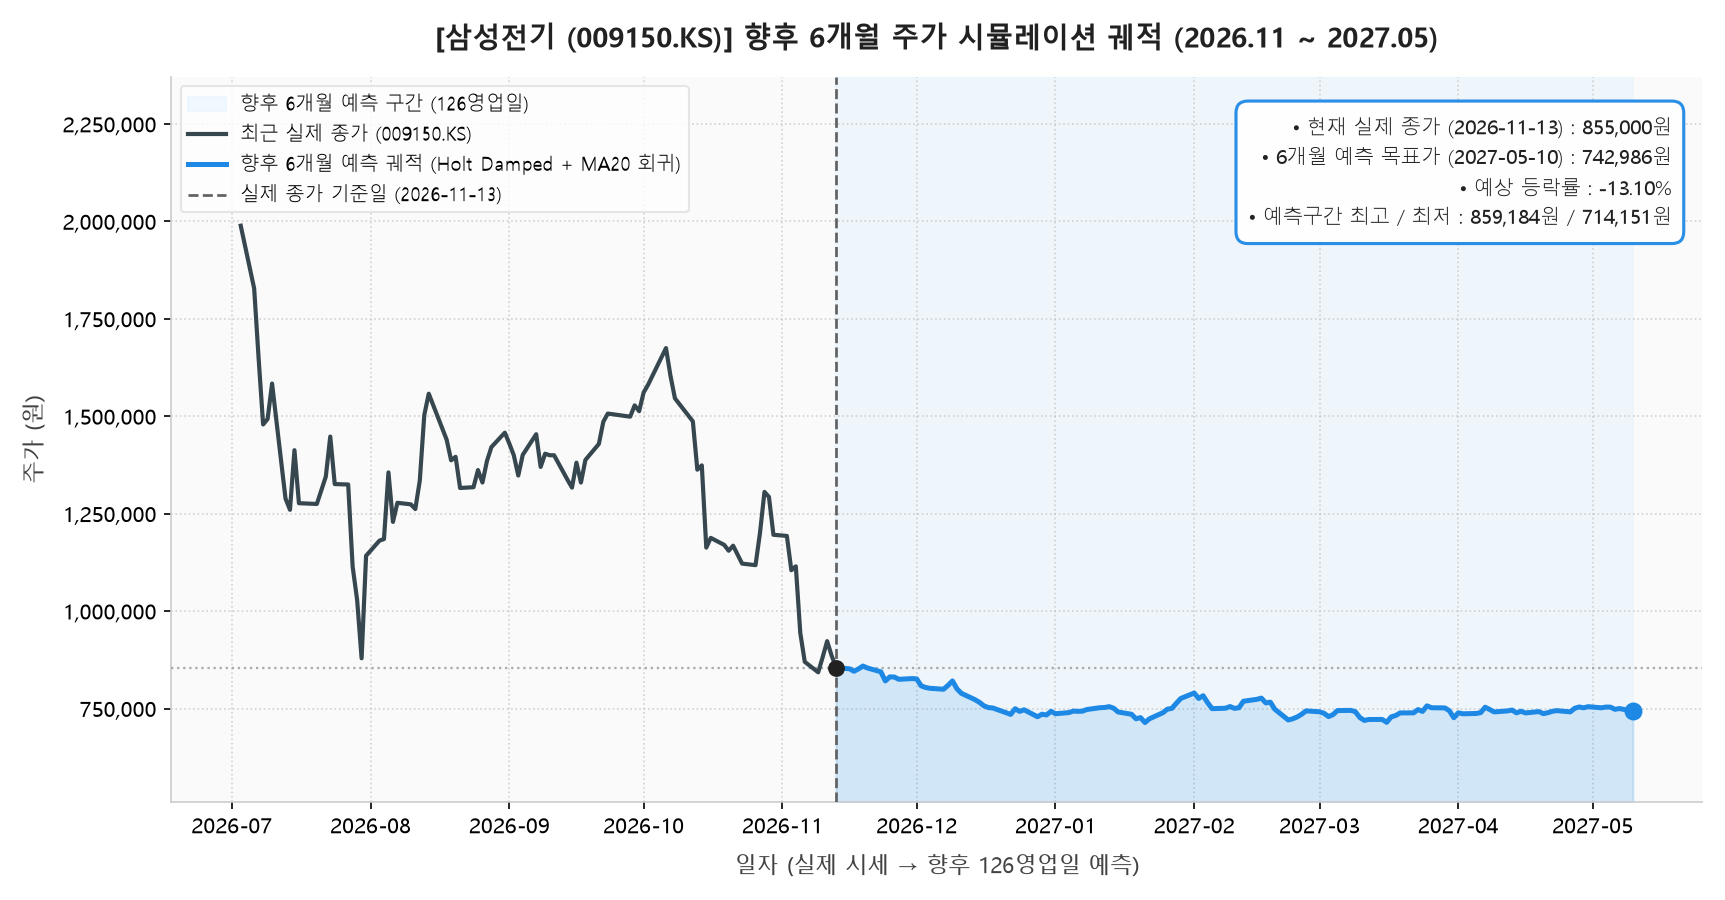 [삼성전기 (009150.KS)] 향후 6개월 주가 시뮬레이션 궤적 (2026.11 ~ 2027.05)
향후 6개월 예측 구간 (126영업일)
최근 실제 종가 (009150.KS)
향후 6개월 예측 궤적 (Holt Damped + MA20 회귀)
실제 종가 기준일 (2026-11-13)
• 현재 실제 종가 (2026-11-13) : 855,000원
• 6개월 예측 목표가 (2027-05-10) : 742,986원
• 예상 등락률 : -13.10%
• 예측구간 최고 / 최저 : 859,184원 / 714,151원
주가 (원)
2,250,000
2,000,000
1,750,000
1,500,000
1,250,000
1,000,000
750,000
2026-07 2026-08 2026-09 2026-10 2026-11 2026-12 2027-01 2027-02 2027-03 2027-04 2027-05
일자 (실제 시세 → 향후 126영업일 예측)